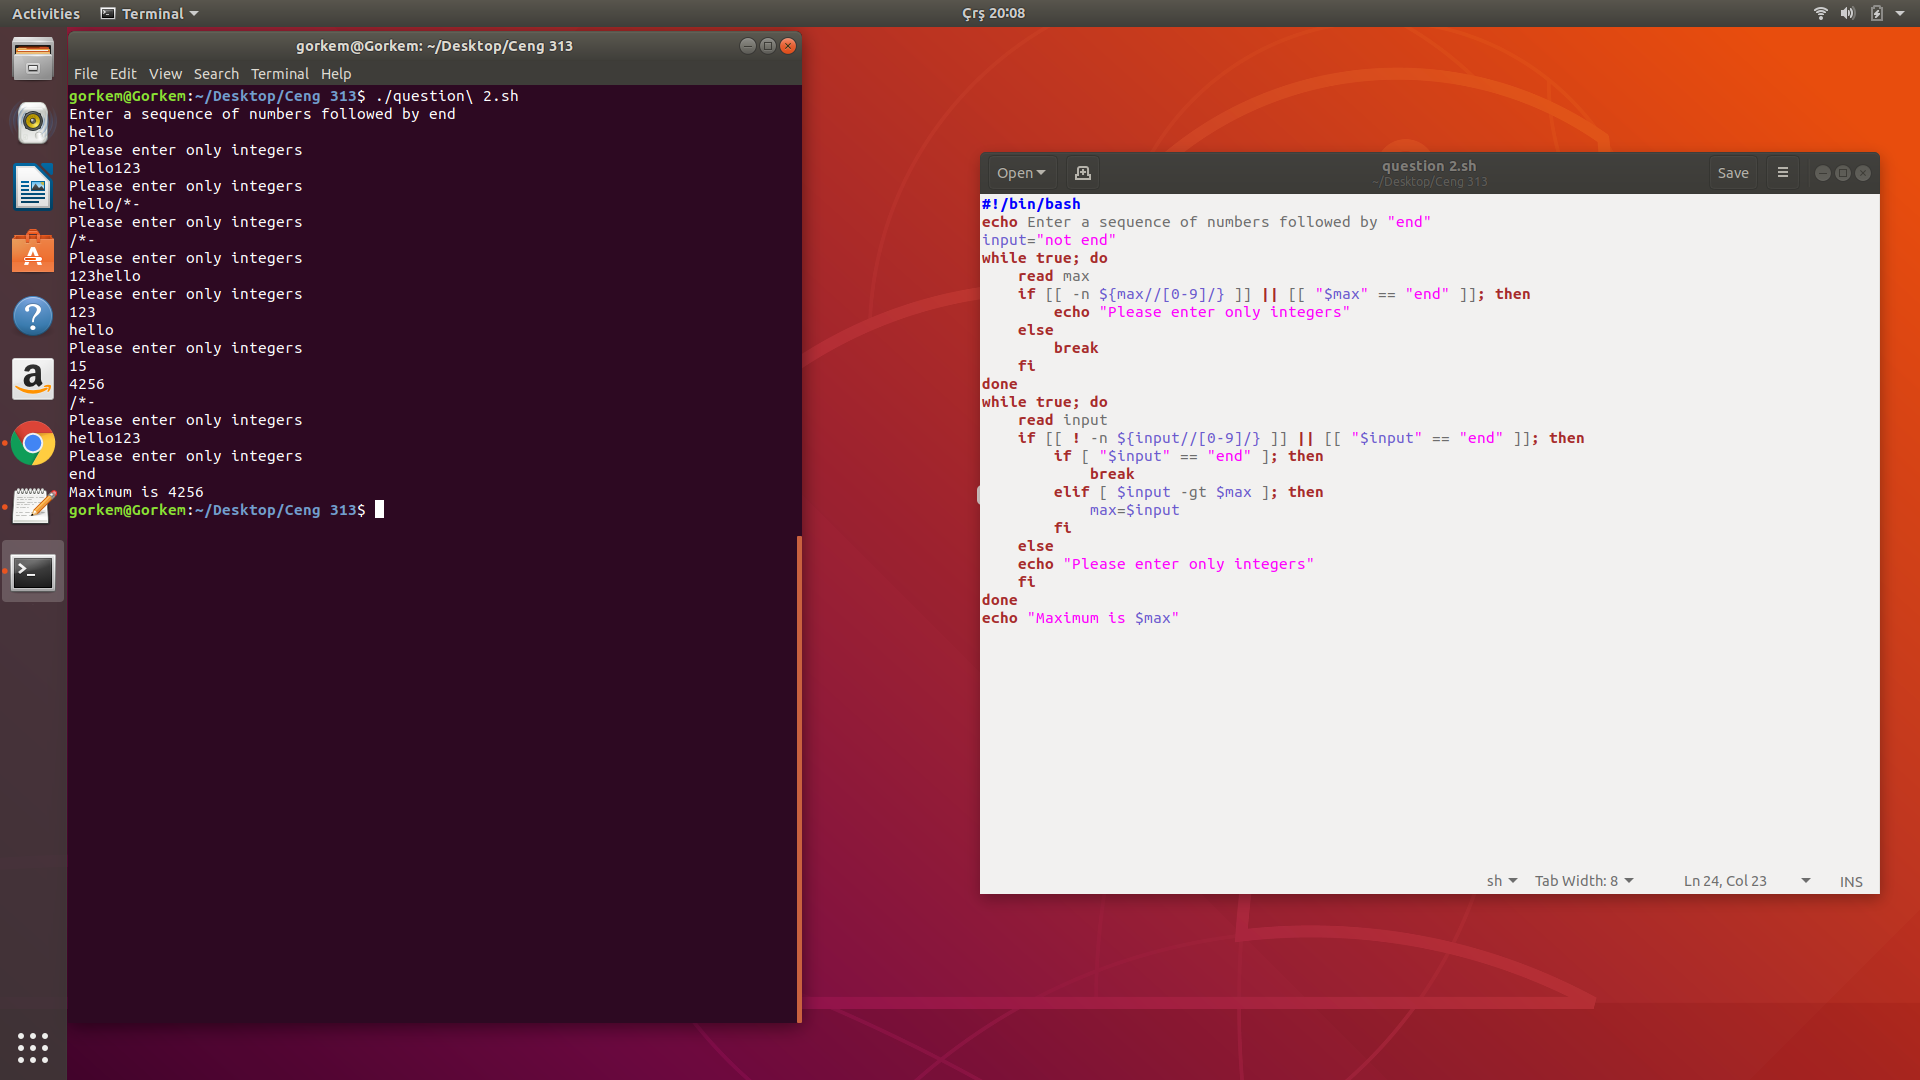 Activities Terminal Çrş 20:08
gorkem@Gorkem: ~/Desktop/Ceng 313
File Edit View Search Terminal Help
gorkem@Gorkem:~/Desktop/Ceng 313$ ./question\ 2.sh
Enter a sequence of numbers followed by end
hello
Please enter only integers
hello123
Please enter only integers
hello/*-
Please enter only integers
/*-
Please enter only integers
123hello
Please enter only integers
123
hello
Please enter only integers
15
4256
/*-
Please enter only integers
hello123
Please enter only integers
end
Maximum is 4256
gorkem@Gorkem:~/Desktop/Ceng 313$
Open question 2.sh Save
~/Desktop/Ceng 313
#!/bin/bash
echo Enter a sequence of numbers followed by "end"
input="not end"
while true; do
    read max
    if [[ -n ${max//[0-9]/} ]] || [[ "$max" == "end" ]]; then
        echo "Please enter only integers"
    else
        break
    fi
done
while true; do
    read input
    if [[ ! -n ${input//[0-9]/} ]] || [[ "$input" == "end" ]]; then
        if [ "$input" == "end" ]; then
            break
        elif [ $input -gt $max ]; then
            max=$input
        fi
    else
    echo "Please enter only integers"
    fi
done
echo "Maximum is $max"
sh Tab Width: 8 Ln 24, Col 23 INS